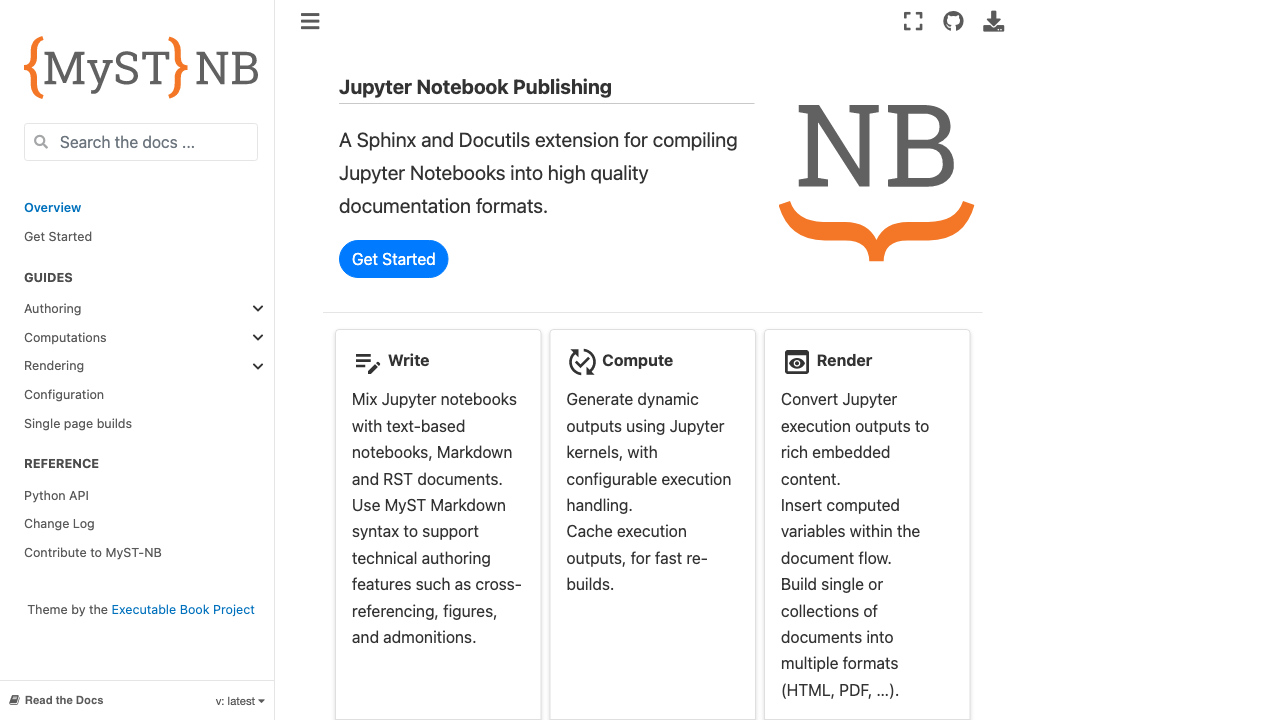 {MyST} NB
Search the docs ...
Overview
Get Started
GUIDES
Authoring
Computations
Rendering
Configuration
Single page builds
REFERENCE
Python API
Change Log
Contribute to MyST-NB
Theme by the Executable Book Project
Read the Docs
v: latest
Jupyter Notebook Publishing
A Sphinx and Docutils extension for compiling
Jupyter Notebooks into high quality
documentation formats.
Get Started
NB
Write
Mix Jupyter notebooks
with text-based
notebooks, Markdown
and RST documents.
Use MyST Markdown
syntax to support
technical authoring
features such as cross-
referencing, figures,
and admonitions.
Compute
Generate dynamic
outputs using Jupyter
kernels, with
configurable execution
handling.
Cache execution
outputs, for fast re-
builds.
Render
Convert Jupyter
execution outputs to
rich embedded
content.
Insert computed
variables within the
document flow.
Build single or
collections of
documents into
multiple formats
(HTML, PDF, ...).